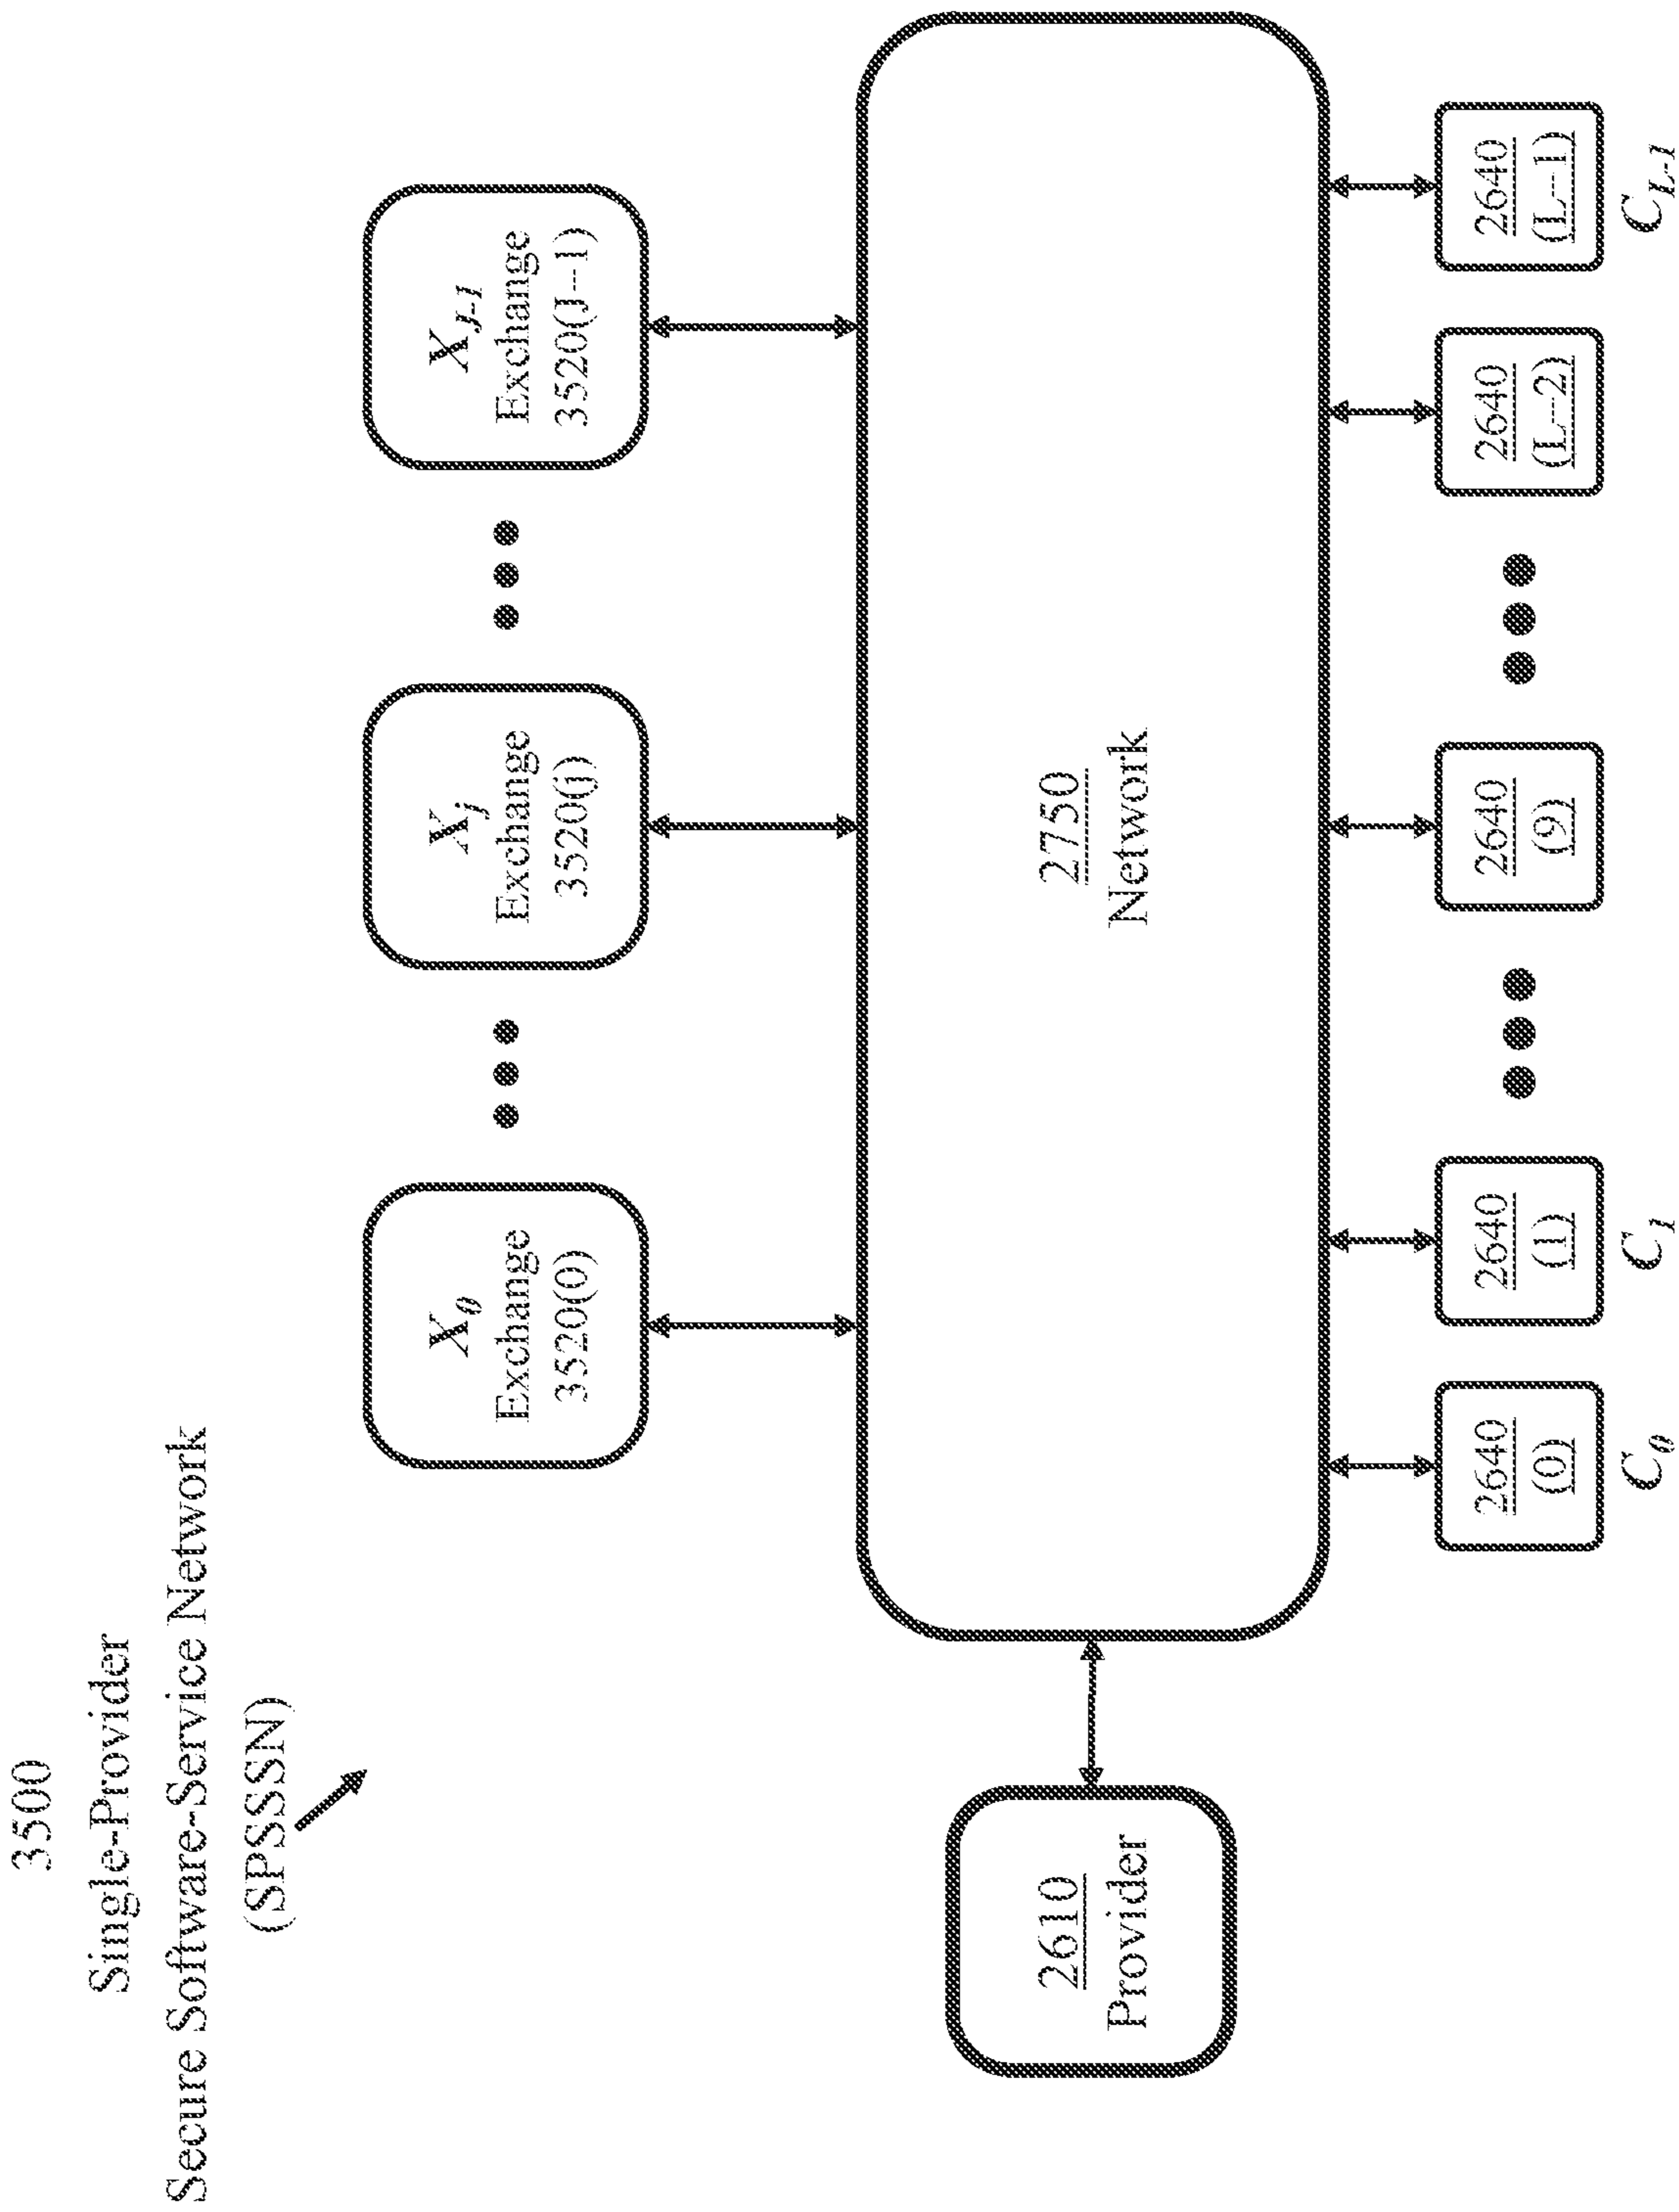 3500
Single-Provider
Secure Software-Service Network
(SPSSSN)
X0
Exchange
3520(0)
Xj
Exchange
3520(j)
XJ-1
Exchange
3520(J-1)
2610
Provider
2750
Network
2640
(0)
C0
2640
(1)
C1
2640
(9)
2640
(L-2)
2640
(L-1)
CL-1